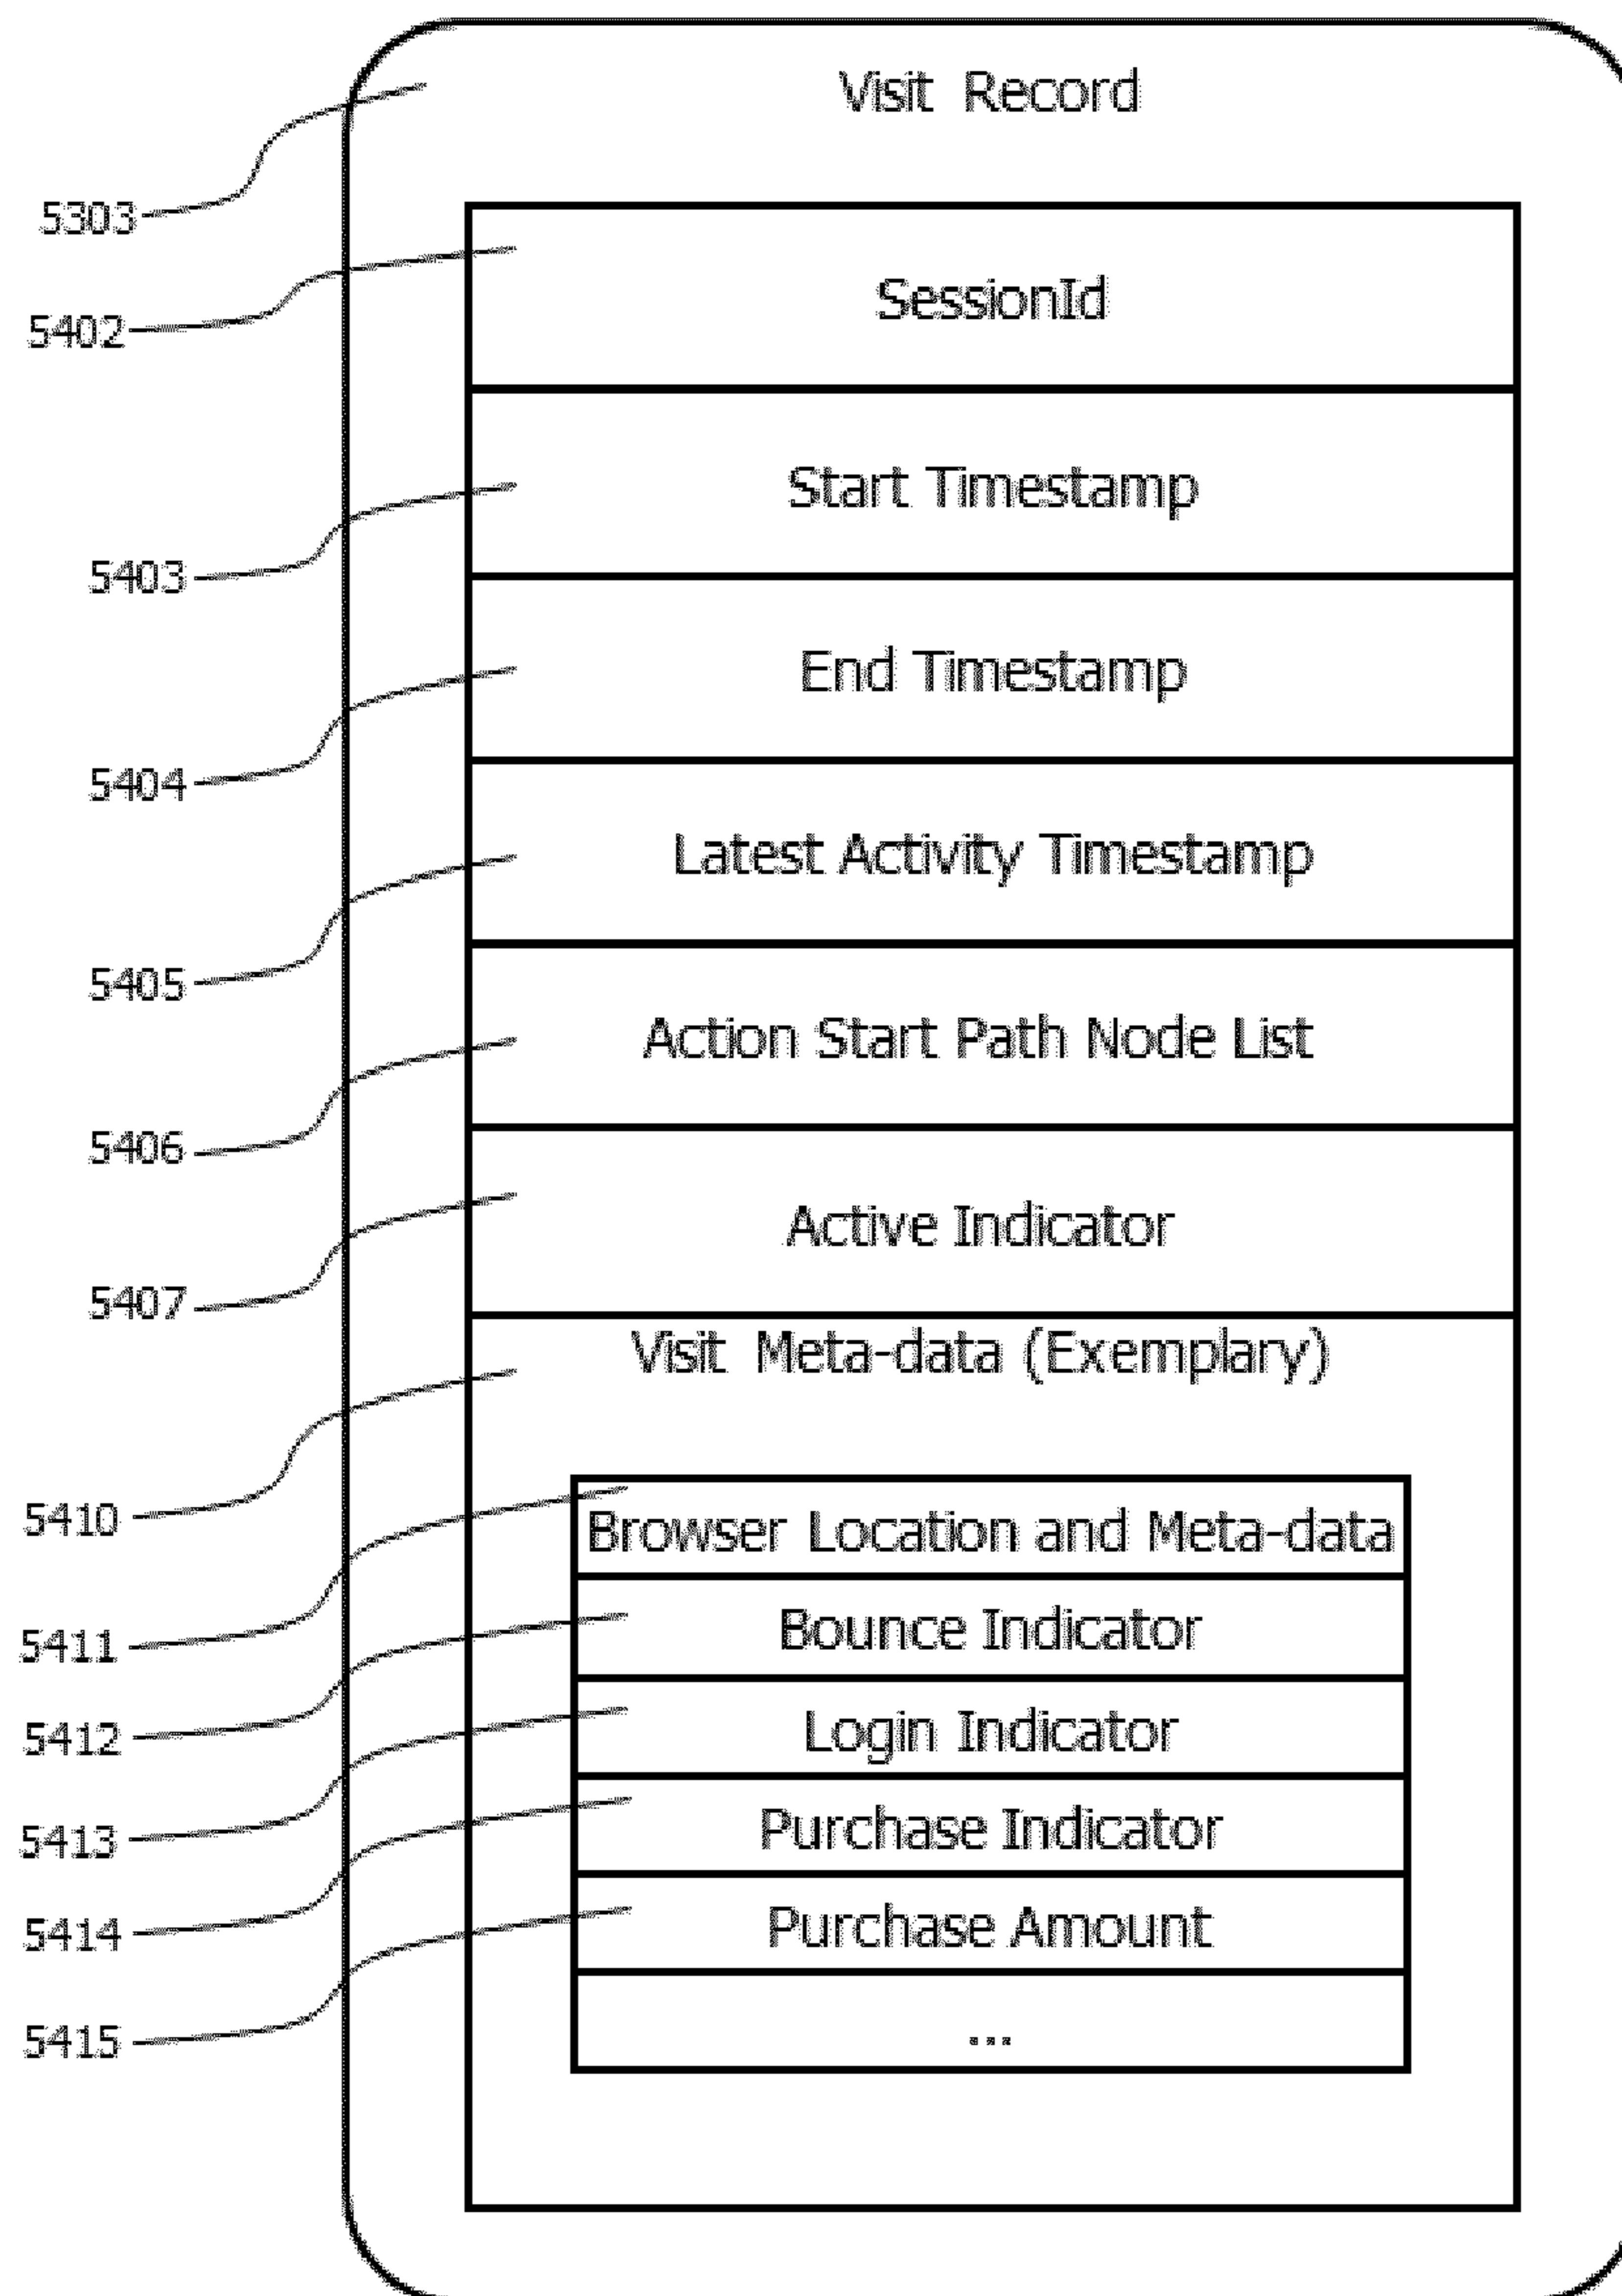 Visit Record
5303
SessionId
5402
Start Timestamp
5403
End Timestamp
5404
Latest Activity Timestamp
5405
Action Start Path Node List
5406
Active Indicator
5407
Visit Meta-data (Exemplary)
5410
Browser Location and Meta-data
5411
Bounce Indicator
5412
Login Indicator
5413
Purchase Indicator
5414
Purchase Amount
5415
...